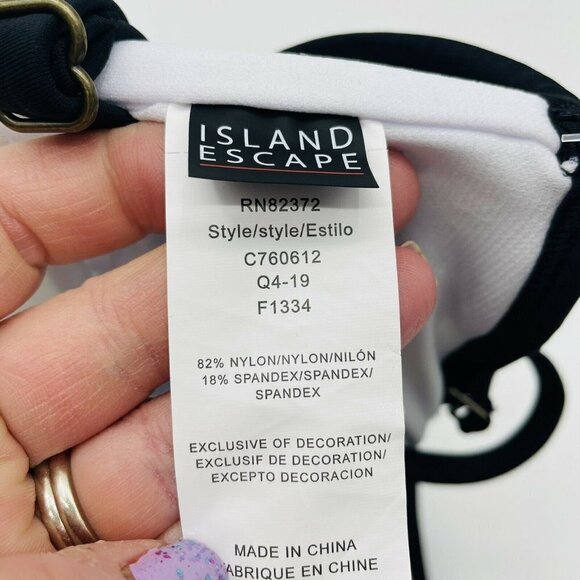 ISLAND
ESCAPE
RN82372
Style/style/Estilo
C760612
Q4-19
F1334
82% NYLON/NYLON/NILÓN
18% SPANDEX/SPANDEX/
SPANDEX
EXCLUSIVE OF DECORATION/
EXCLUSIF DE DECORATION/
EXCEPTO DECORACION
MADE IN CHINA
FABRIQUE EN CHINE